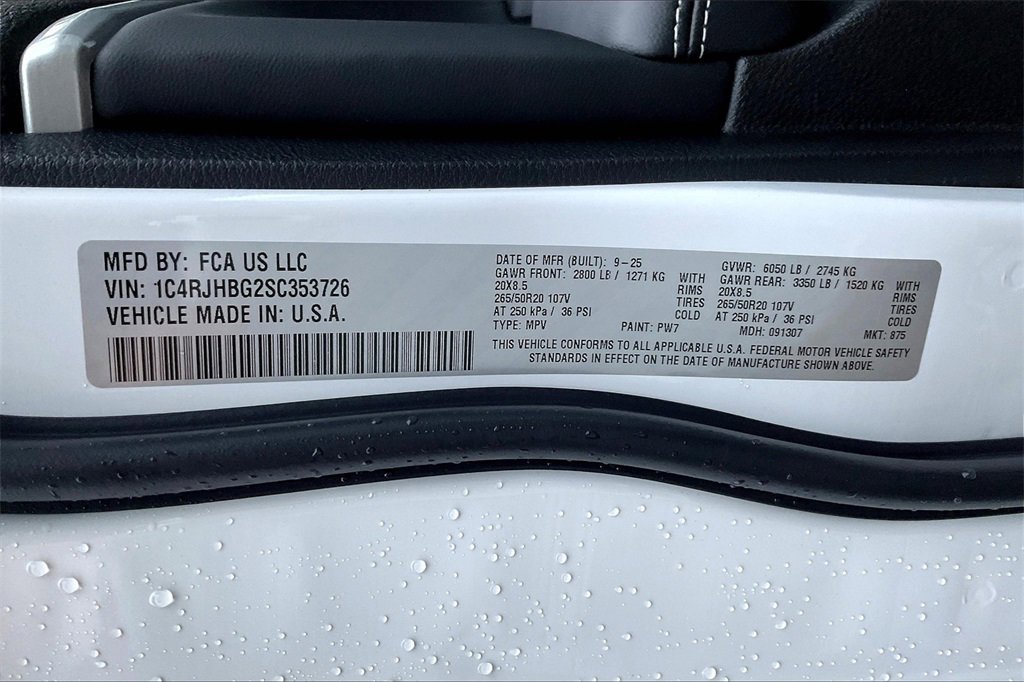 MFD BY: FCA US LLC
VIN: 1C4RJHBG2SC353726
VEHICLE MADE IN: U.S.A.
DATE OF MFR (BUILT): 9-25
GAWR FRONT: 2800 LB / 1271 KG WITH
20X8.5 RIMS
265/50R20 107V TIRES
AT 250 kPa / 36 PSI COLD
TYPE: MPV PAINT: PW7
GVWR: 6050 LB / 2745 KG
GAWR REAR: 3350 LB / 1520 KG WITH
20X8.5 RIMS
265/50R20 107V TIRES
AT 250 kPa / 36 PSI COLD
MDH: 091307 MKT: 875
THIS VEHICLE CONFORMS TO ALL APPLICABLE U.S.A. FEDERAL MOTOR VEHICLE SAFETY
STANDARDS IN EFFECT ON THE DATE OF MANUFACTURE SHOWN ABOVE.